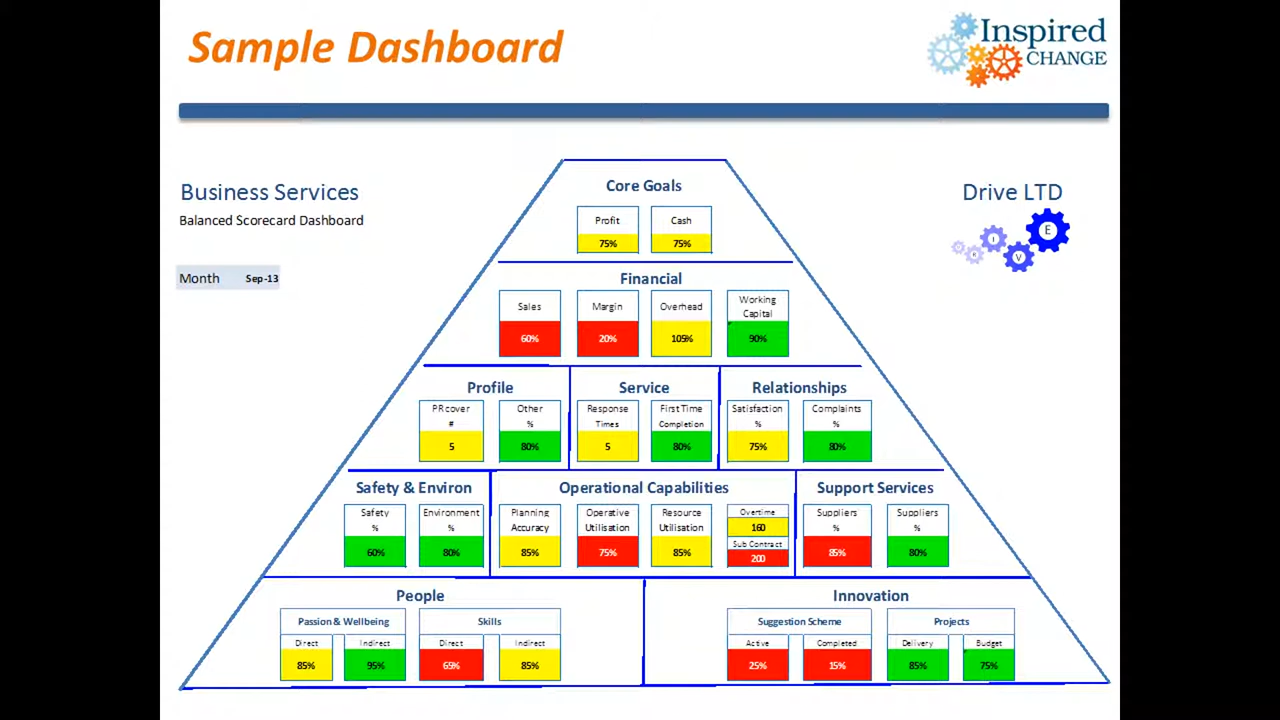 Sample Dashboard
Inspired
CHANGE
Business Services
Balanced Scorecard Dashboard
Month Sep-13
Drive LTD
D R I V E
Core Goals
Profit Cash
75% 75%
Financial
Sales Margin Overhead Working Capital
60% 20% 105% 90%
Profile Service Relationships
PR cover Other Response First Time Satisfaction Complaints
# % Times Completion % %
5 80% 5 80% 75% 80%
Safety & Environ Operational Capabilities Support Services
Safety Environment Planning Operative Resource Overtime Suppliers Suppliers
% % Accuracy Utilisation Utilisation 160 % %
Sub Contract
60% 80% 85% 75% 85% 200 85% 80%
People Innovation
Passion & Wellbeing Skills Suggestion Scheme Projects
Direct Indirect Direct Indirect Active Completed Delivery Budget
85% 95% 65% 85% 25% 15% 85% 75%